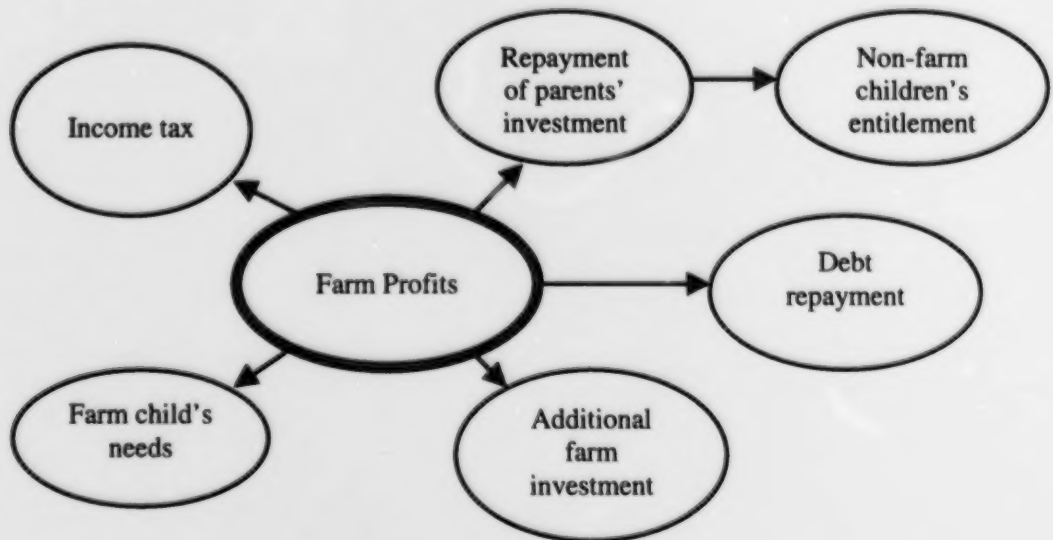 Repayment
of parents'
investment
Non-farm
children's
entitlement
Income tax
Farm Profits
Debt
repayment
Farm child's
needs
Additional
farm
investment